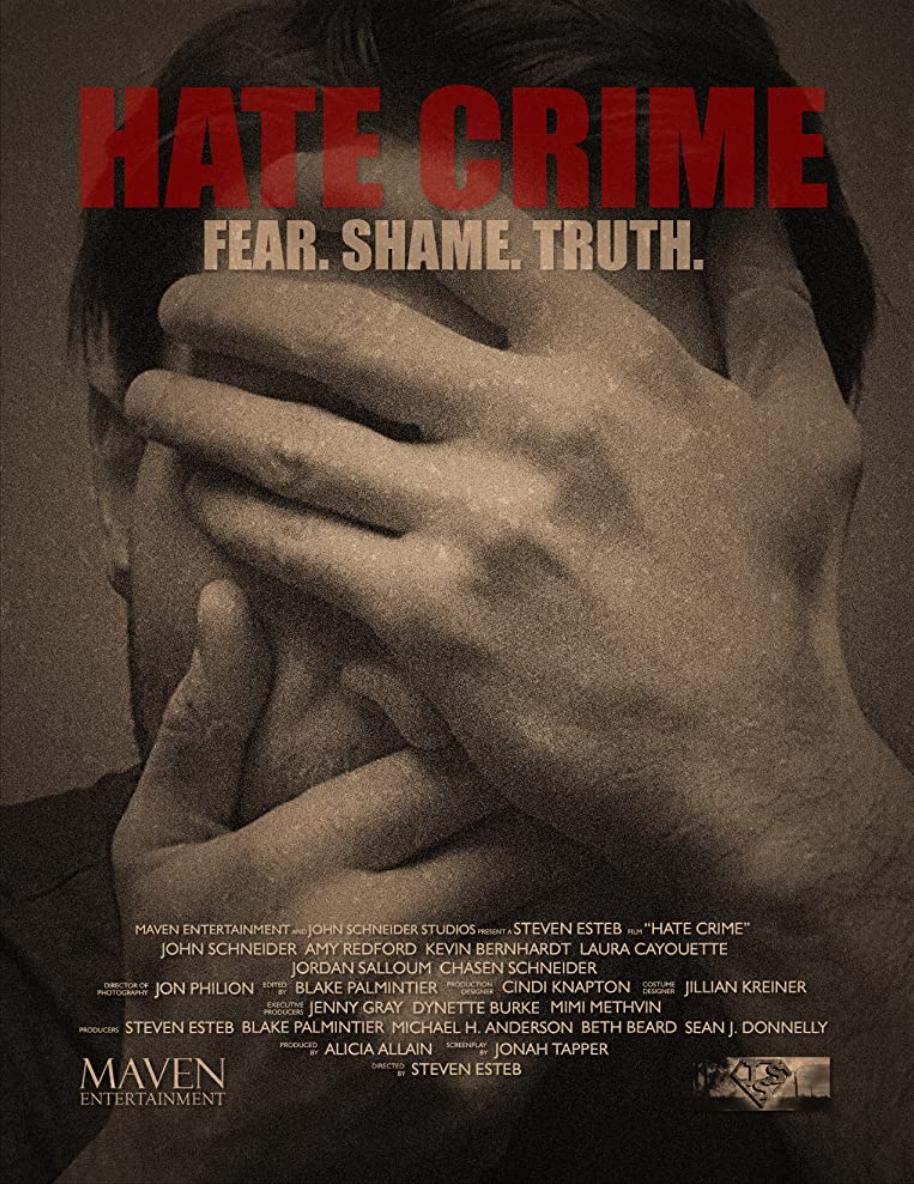 HATE CRIME
FEAR. SHAME. TRUTH.
MAVEN ENTERTAINMENT AND JOHN SCHNEIDER STUDIOS PRESENT A STEVEN ESTEB FILM "HATE CRIME"
JOHN SCHNEIDER AMY REDFORD KEVIN BERNHARDT LAURA CAYOUETTE
JORDAN SALLOUM CHASEN SCHNEIDER
DIRECTOR OF PHOTOGRAPHY JON PHILION EDITED BY BLAKE PALMINTIER PRODUCTION DESIGNER CINDI KNAPTON COSTUME DESIGNER JILLIAN KREINER
EXECUTIVE PRODUCERS JENNY GRAY DYNETTE BURKE MIMI METHVIN
PRODUCERS STEVEN ESTEB BLAKE PALMINTIER MICHAEL H. ANDERSON BETH BEARD SEAN J. DONNELLY
PRODUCED BY ALICIA ALLAIN SCREENPLAY BY JONAH TAPPER
DIRECTED BY STEVEN ESTEB
MAVEN
ENTERTAINMENT